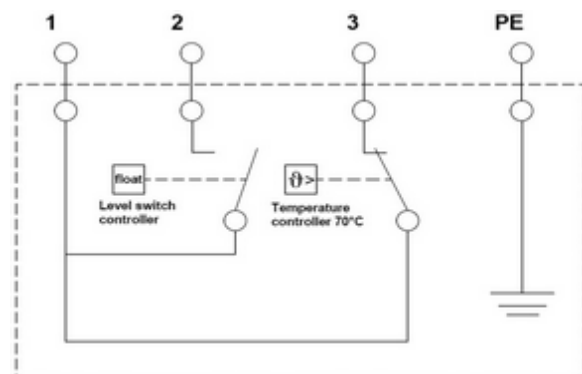 1 2 3 PE
float
Level switch
controller
ϑ>
Temperature
controller 70°C